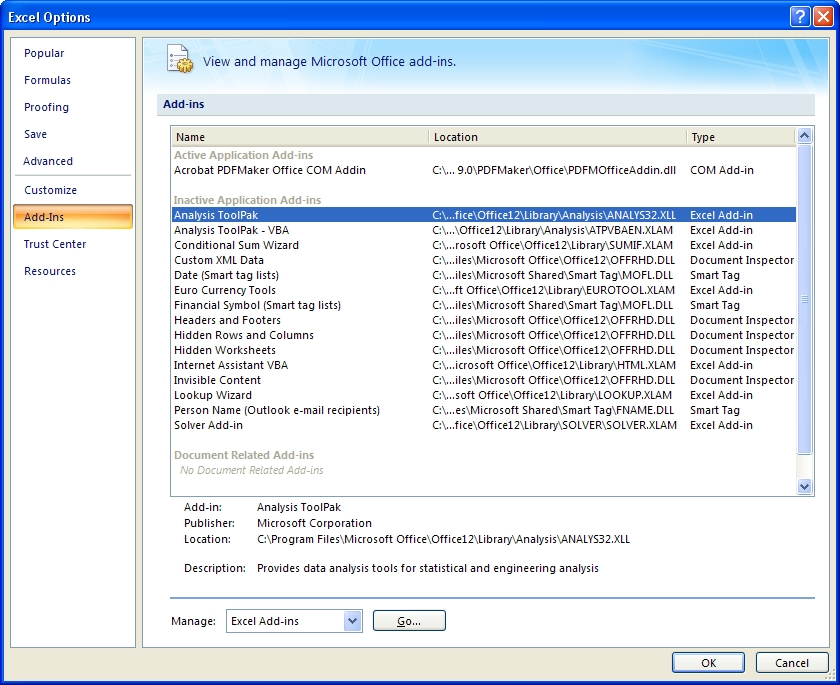 Excel Options
Popular
Formulas
Proofing
Save
Advanced
Customize
Add-Ins
Trust Center
Resources
View and manage Microsoft Office add-ins.
Add-ins
Name Location Type
Active Application Add-ins
Acrobat PDFMaker Office COM Addin C:\... 9.0\PDFMaker\Office\PDFMOfficeAddin.dll COM Add-in
Inactive Application Add-ins
Analysis ToolPak C:\...fice\Office12\Library\Analysis\ANALYS32.XLL Excel Add-in
Analysis ToolPak - VBA C:\...\Office12\Library\Analysis\ATPVBAEN.XLAM Excel Add-in
Conditional Sum Wizard C:\...rosoft Office\Office12\Library\SUMIF.XLAM Excel Add-in
Custom XML Data C:\...iles\Microsoft Office\Office12\OFFRHD.DLL Document Inspector
Date (Smart tag lists) C:\...iles\Microsoft Shared\Smart Tag\MOFL.DLL Smart Tag
Euro Currency Tools C:\...ft Office\Office12\Library\EUROTOOL.XLAM Excel Add-in
Financial Symbol (Smart tag lists) C:\...iles\Microsoft Shared\Smart Tag\MOFL.DLL Smart Tag
Headers and Footers C:\...iles\Microsoft Office\Office12\OFFRHD.DLL Document Inspector
Hidden Rows and Columns C:\...iles\Microsoft Office\Office12\OFFRHD.DLL Document Inspector
Hidden Worksheets C:\...iles\Microsoft Office\Office12\OFFRHD.DLL Document Inspector
Internet Assistant VBA C:\...icrosoft Office\Office12\Library\HTML.XLAM Excel Add-in
Invisible Content C:\...iles\Microsoft Office\Office12\OFFRHD.DLL Document Inspector
Lookup Wizard C:\...soft Office\Office12\Library\LOOKUP.XLAM Excel Add-in
Person Name (Outlook e-mail recipients) C:\...es\Microsoft Shared\Smart Tag\FNAME.DLL Smart Tag
Solver Add-in C:\...fice\Office12\Library\SOLVER\SOLVER.XLAM Excel Add-in
Document Related Add-ins
No Document Related Add-ins
Add-in: Analysis ToolPak
Publisher: Microsoft Corporation
Location: C:\Program Files\Microsoft Office\Office12\Library\Analysis\ANALYS32.XLL
Description: Provides data analysis tools for statistical and engineering analysis
Manage: Excel Add-ins Go...
OK Cancel